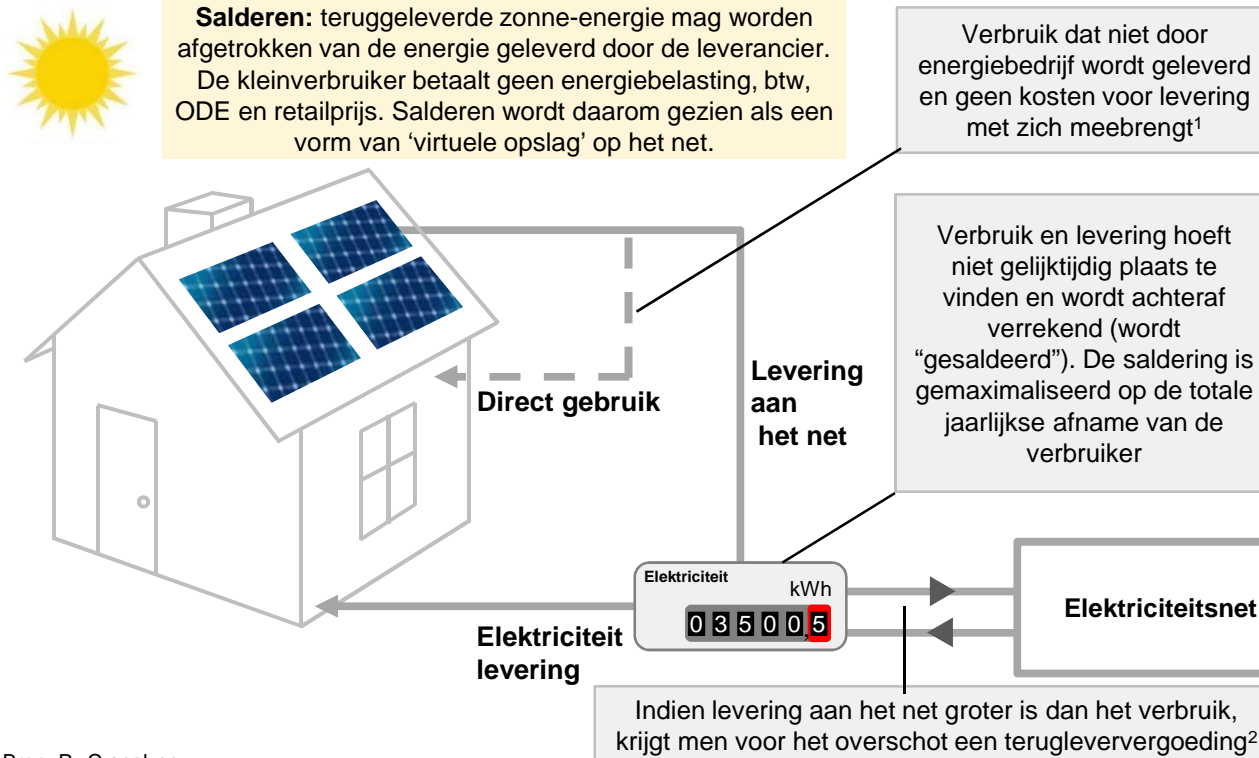 Salderen: teruggeleverde zonne-energie mag worden
afgetrokken van de energie geleverd door de leverancier.
De kleinverbruiker betaalt geen energiebelasting, btw,
ODE en retailprijs. Salderen wordt daarom gezien als een
vorm van ‘virtuele opslag’ op het net.
Verbruik dat niet door
energiebedrijf wordt geleverd
en geen kosten voor levering
met zich meebrengt¹
Verbruik en levering hoeft
niet gelijktijdig plaats te
vinden en wordt achteraf
verrekend (wordt
“gesaldeerd”). De saldering is
gemaximaliseerd op de totale
jaarlijkse afname van de
verbruiker
Direct gebruik
Levering
aan
het net
Elektriciteit
kWh
03500,5
Elektriciteitsnet
Elektriciteit
levering
Indien levering aan het net groter is dan het verbruik,
krijgt men voor het overschot een terugleververgoeding²